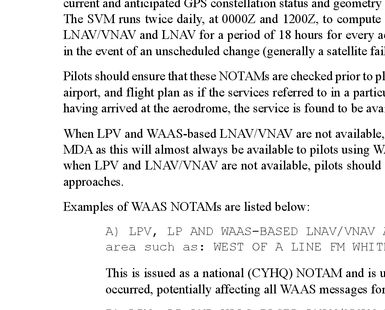 current and anticipated GPS constellation status and geometry
The SVM runs twice daily, at 0000Z and 1200Z, to compute
LNAV/VNAV and LNAV for a period of 18 hours for every a
in the event of an unscheduled change (generally a satellite fai
Pilots should ensure that these NOTAMs are checked prior to pl
airport, and flight plan as if the services referred to in a particu
having arrived at the aerodrome, the service is found to be ava
When LPV and WAAS-based LNAV/VNAV are not available,
MDA as this will almost always be available to pilots using W
when LPV and LNAV/VNAV are not available, pilots should
approaches.
Examples of WAAS NOTAMs are listed below:
A) LPV, LP AND WAAS-BASED LNAV/VNAV
area such as: WEST OF A LINE FM WHIT
This is issued as a national (CYHQ) NOTAM and is u
occurred, potentially affecting all WAAS messages for